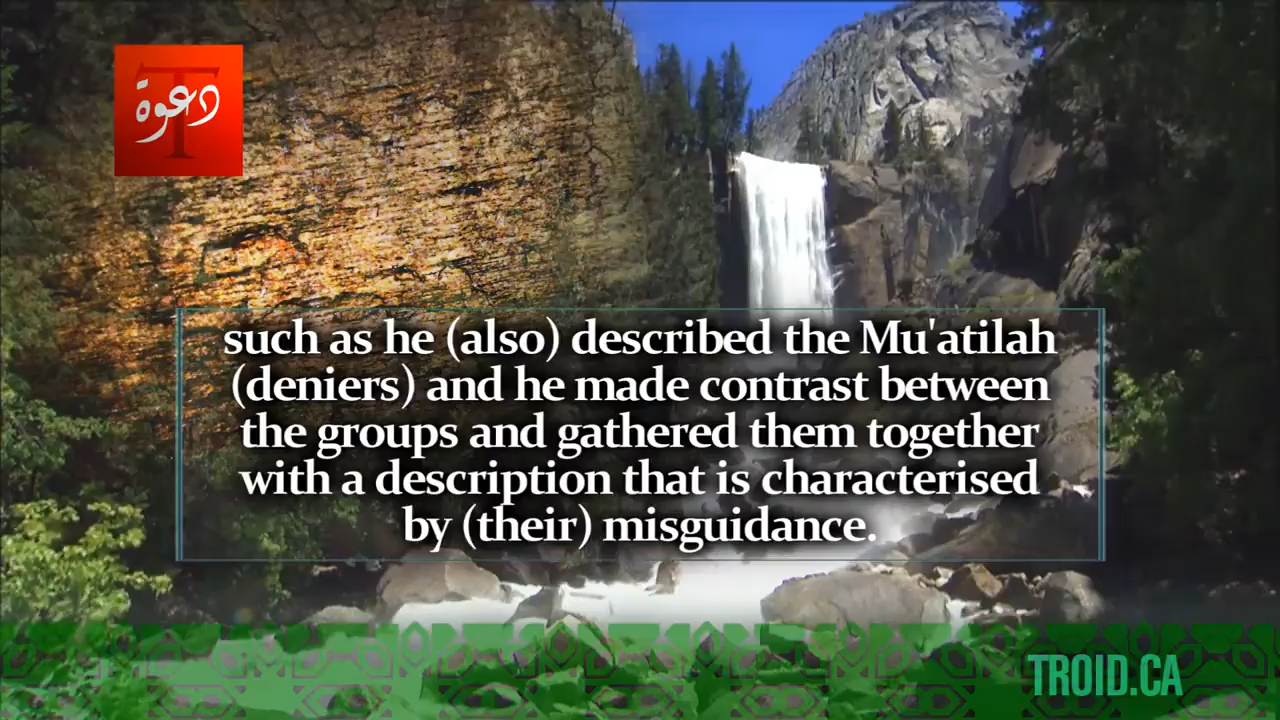 دعوة
T
such as he (also) described the Mu'atilah
(deniers) and he made contrast between
the groups and gathered them together
with a description that is characterised
by (their) misguidance.
TROID.CA